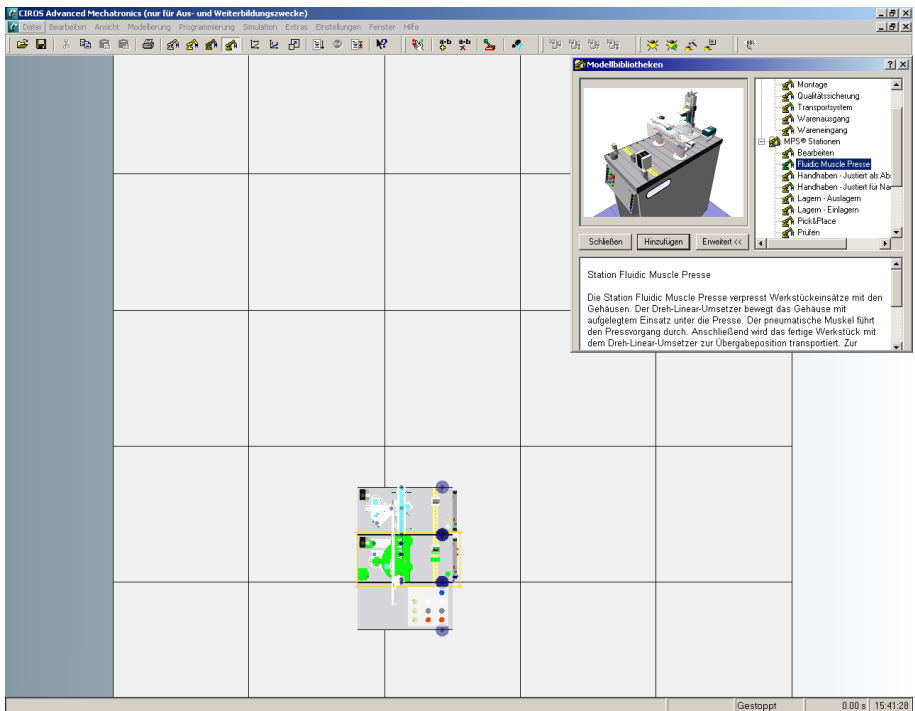 CIROS Advanced Mechatronics (nur für Aus- und Weiterbildungszwecke)
Datei Bearbeiten Ansicht Modellierung Programmierung Simulation Extras Einstellungen Fenster Hilfe
Modellbibliotheken
Montage
Qualitätssicherung
Transportsystem
Warenausgang
Wareneingang
MPS® Stationen
Bearbeiten
Fluidic Muscle Presse
Handhaben - Justiert als Ab
Handhaben - Justiert für Na
Lagern - Auslagern
Lagern - Einlagern
Pick&Place
Prüfen
Schließen Hinzufügen Erweitert <<
Station Fluidic Muscle Presse
Die Station Fluidic Muscle Presse verpresst Werkstückeinsätze mit den
Gehäusen. Der Dreh-Linear-Umsetzer bewegt das Gehäuse mit
aufgelegtem Einsatz unter die Presse. Der pneumatische Muskel führt
den Pressvorgang durch. Anschließend wird das fertige Werkstück mit
dem Dreh-Linear-Umsetzer zur Übergabeposition transportiert. Zur
Gestoppt 0.00 s 15:41:28